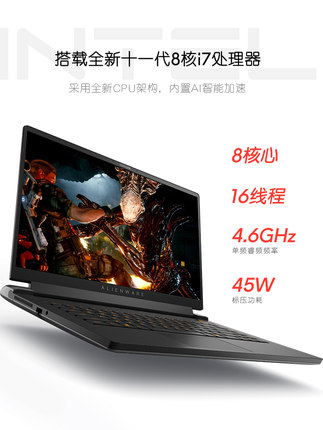 INTEL
搭载全新十一代8核i7处理器
采用全新CPU架构，内置AI智能加速
8核心
16线程
4.6GHz
单频睿频频率
45W
标压功耗
ALIENWARE